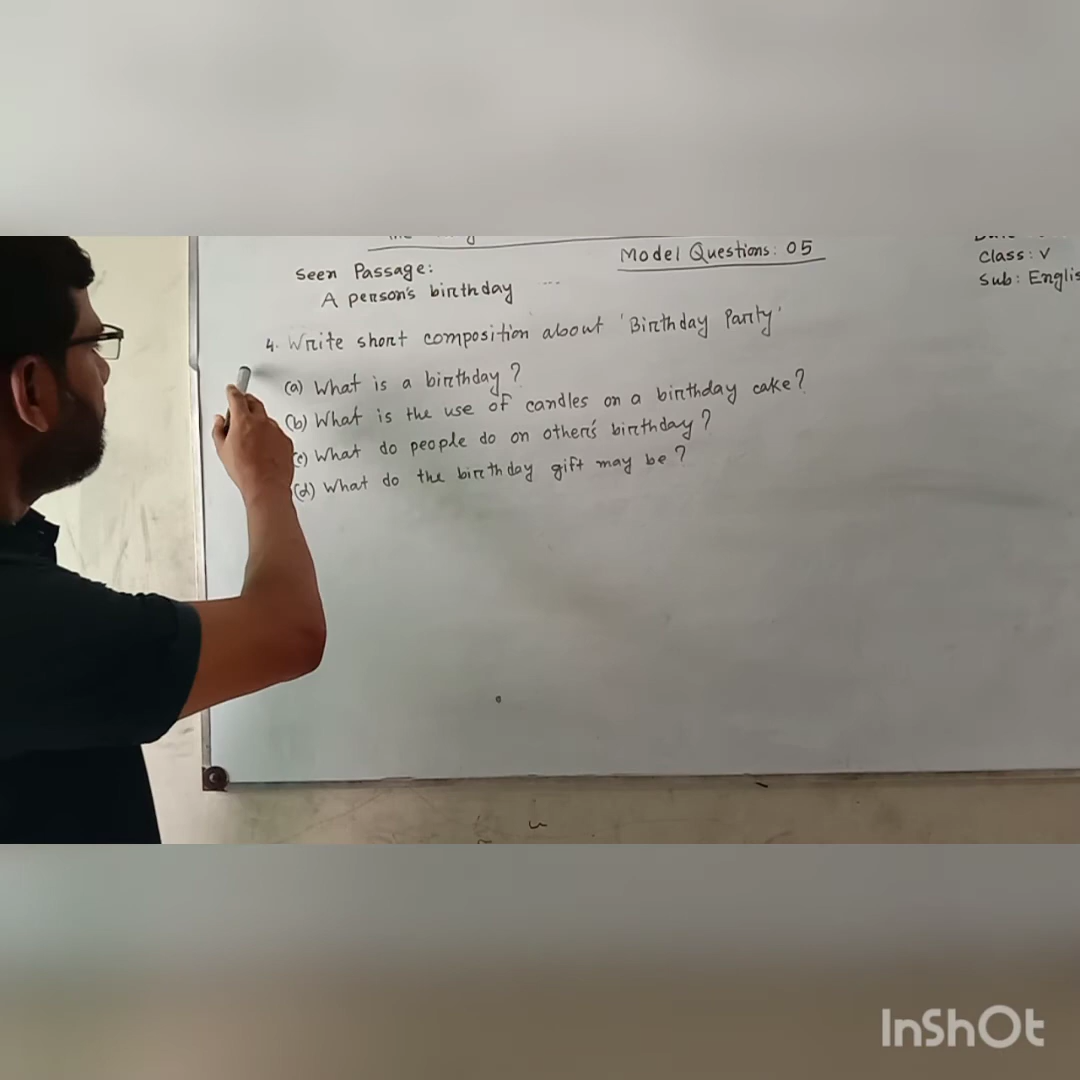 Model Questions: 05
Class: V
Sub: Englis
Seen Passage:
A person's birthday ...
4. Write short composition about 'Birthday Party'
(a) What is a birthday?
(b) What is the use of candles on a birthday cake?
(c) What do people do on other's birthday?
(d) What do the birthday gift may be?
InShOt